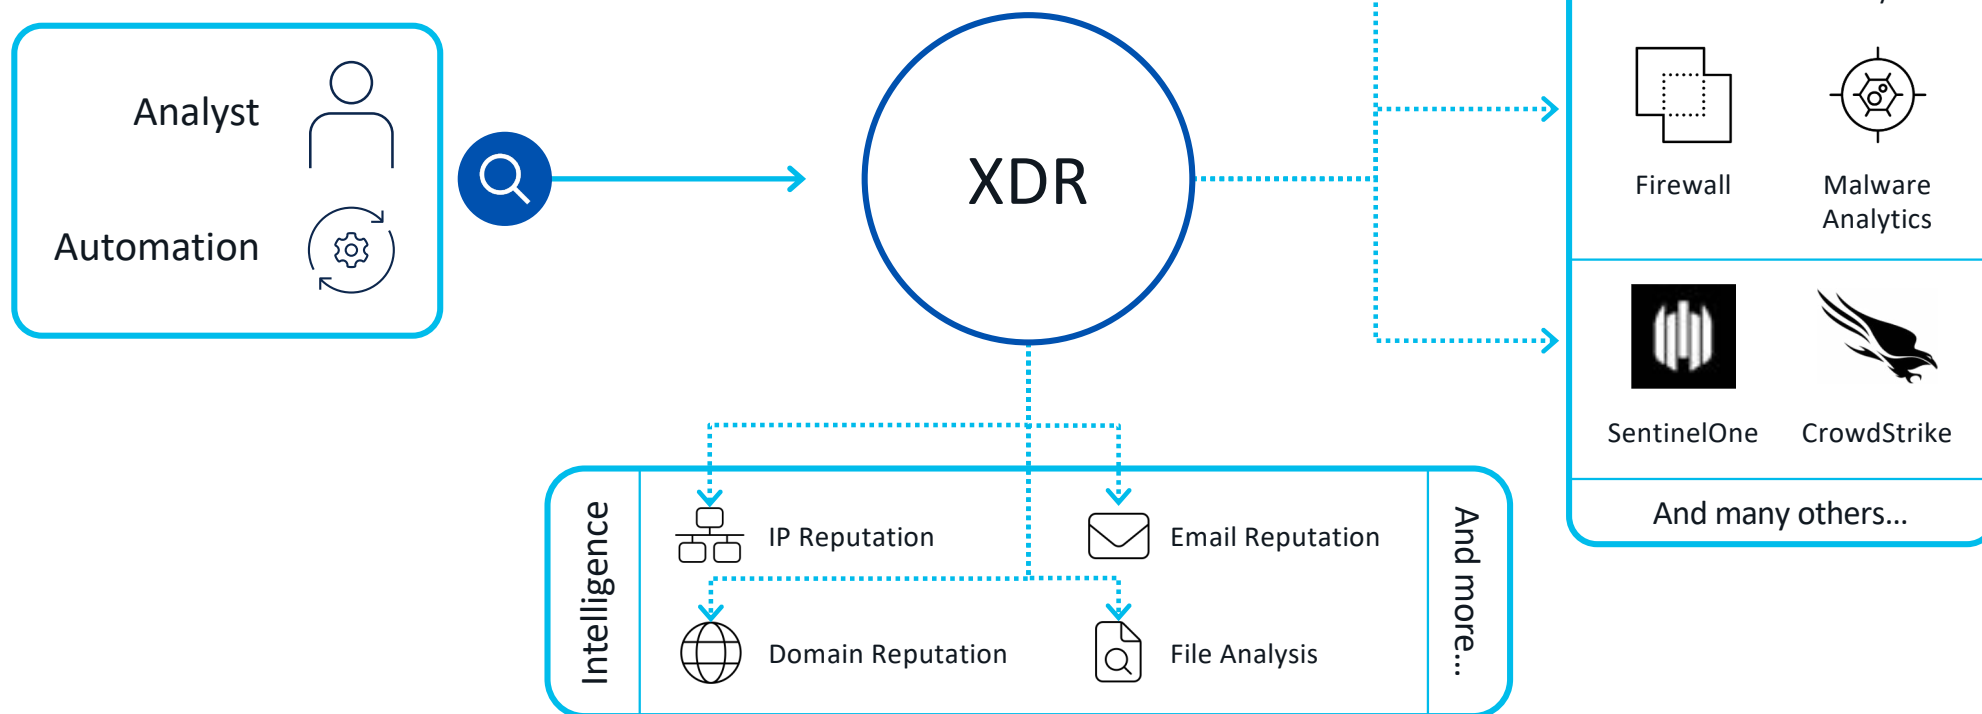 Analyst
Automation
XDR
Firewall
Malware
Analytics
SentinelOne
CrowdStrike
And many others...
Intelligence
IP Reputation
Email Reputation
Domain Reputation
File Analysis
And more...